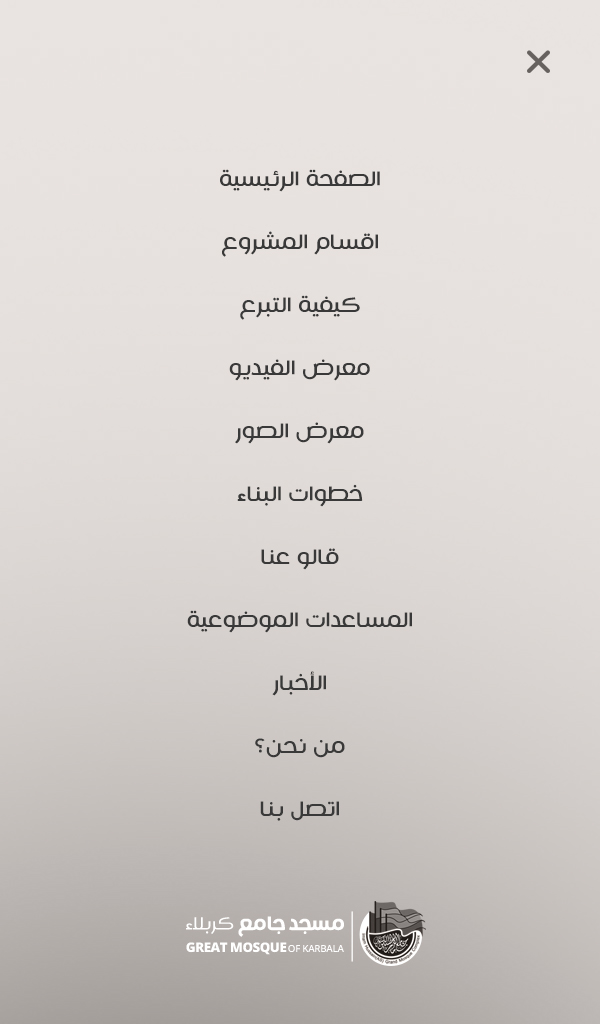 الصفحة الرئيسية
اقسام المشروع
كيفية التبرع
معرض الفيديو
معرض الصور
خطوات البناء
قالو عنا
المساعدات الموضوعية
الأخبار
من نحن؟
اتصل بنا
مسجد جامع كربلاء
GREAT MOSQUE OF KARBALA